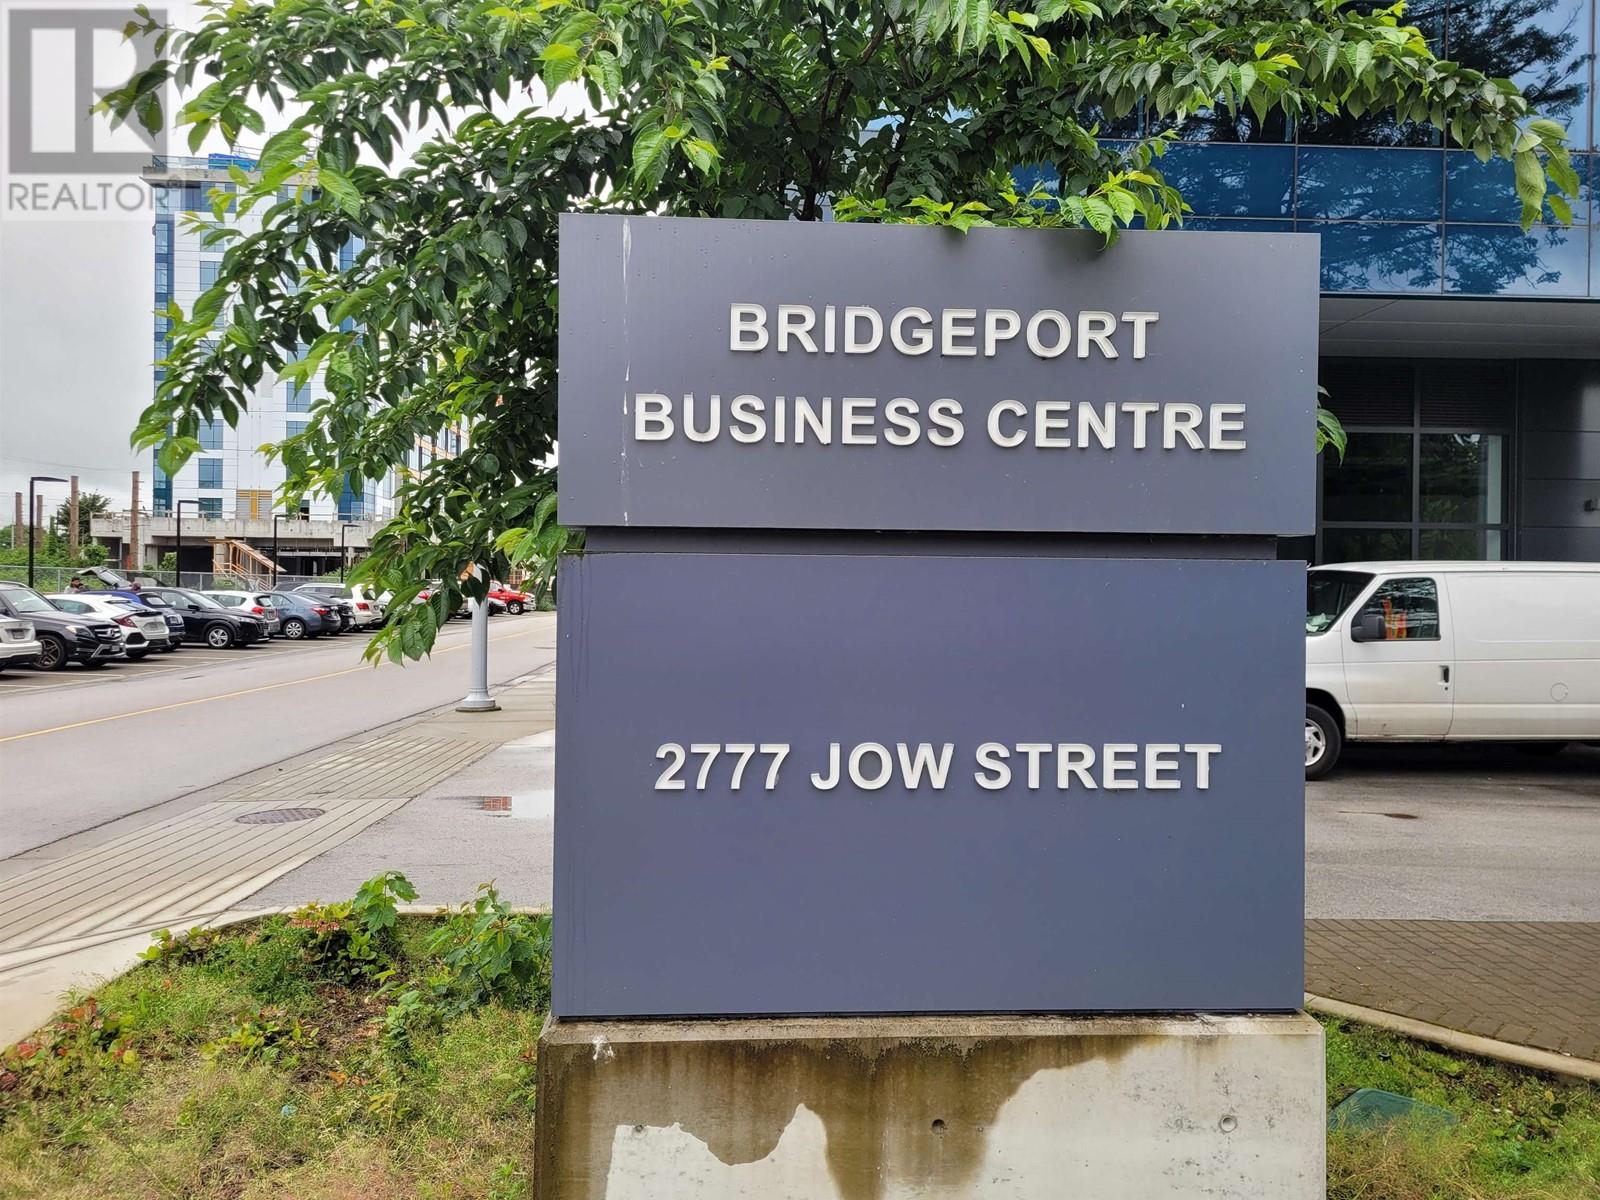 REALTOR®
BRIDGEPORT
BUSINESS CENTRE
2777 JOW STREET